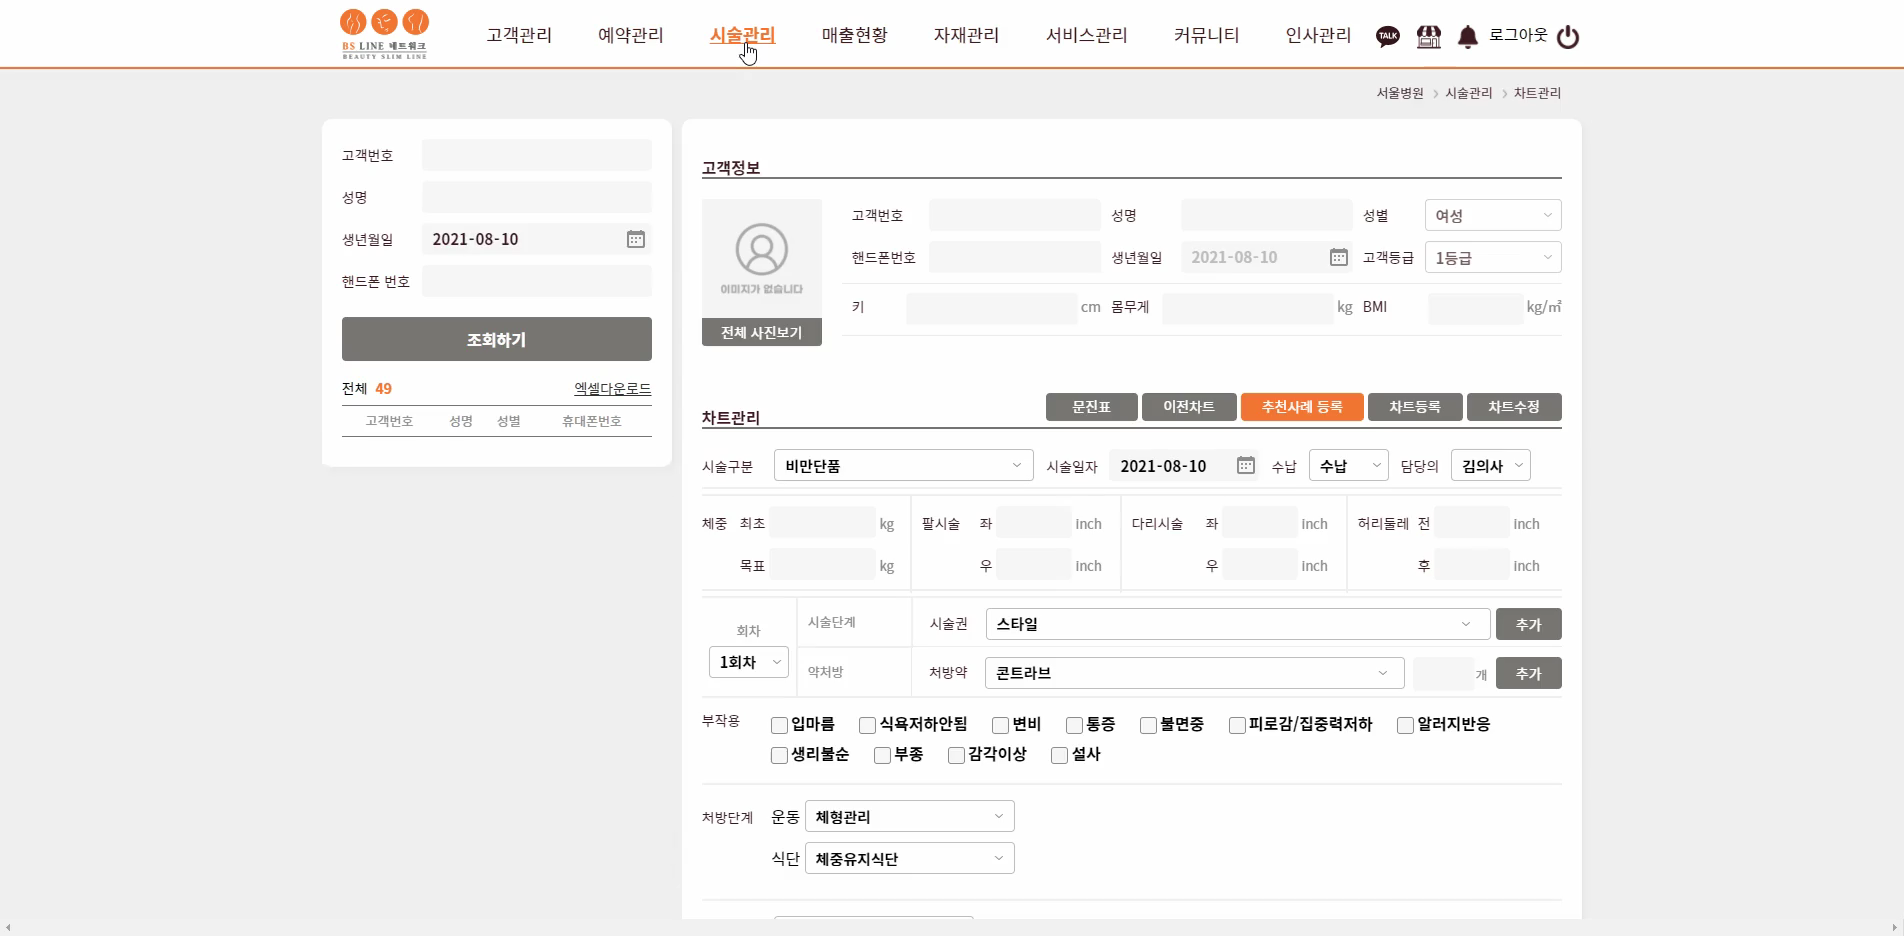 BS LINE 네트워크
BEAUTY SLIM LINE
고객관리 예약관리 시술관리 매출현황 자재관리 서비스관리 커뮤니티 인사관리 TALK 로그아웃
서울병원 > 시술관리 > 차트관리
고객번호
성명
생년월일 2021-08-10
핸드폰 번호
조회하기
전체 49 엑셀다운로드
고객번호 성명 성별 휴대폰번호
고객정보
이미지가 없습니다
전체 사진보기
고객번호 성명 성별 여성
핸드폰번호 생년월일 2021-08-10 고객등급 1등급
키 cm 몸무게 kg BMI kg/㎡
차트관리 문진표 이전차트 추천사례 등록 차트등록 차트수정
시술구분 비만단품 시술일자 2021-08-10 수납 수납 담당의 김의사
체중 최초 kg 팔시술 좌 inch 다리시술 좌 inch 허리둘레 전 inch
목표 kg 우 inch 우 inch 후 inch
회차 시술단계 시술권 스타일 추가
1회차 약처방 처방약 콘트라브 개 추가
부작용 입마름 식욕저하안됨 변비 통증 불면증 피로감/집중력저하 알러지반응
생리불순 부종 감각이상 설사
처방단계 운동 체형관리
식단 체중유지식단